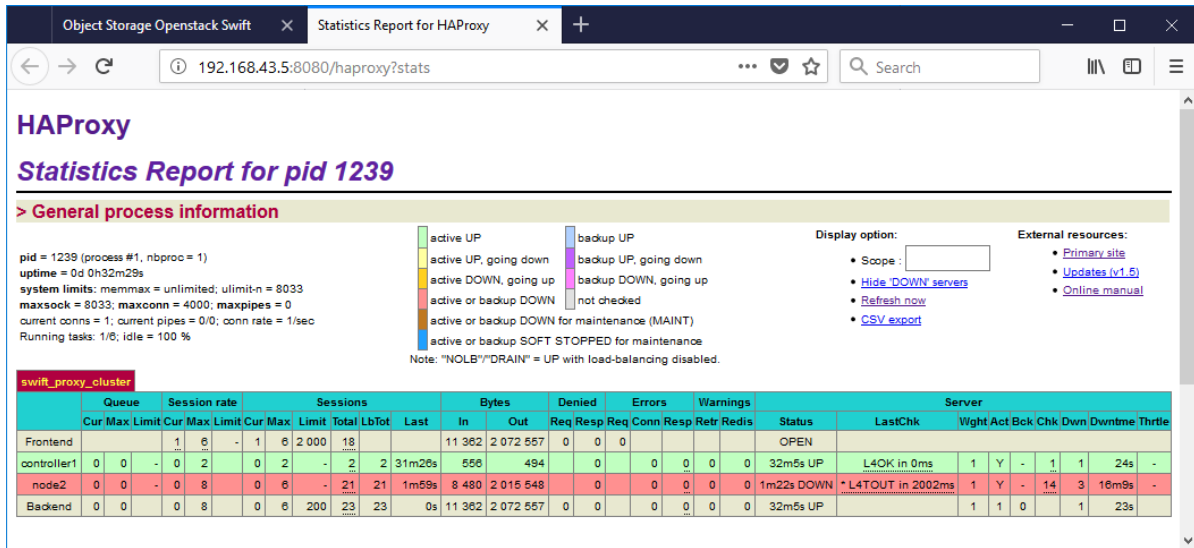 Object Storage Openstack Swift
Statistics Report for HAProxy
192.168.43.5:8080/haproxy?stats
Search
HAProxy
Statistics Report for pid 1239
> General process information
pid = 1239 (process #1, nbproc = 1)
uptime = 0d 0h32m29s
system limits: memmax = unlimited; ulimit-n = 8033
maxsock = 8033; maxconn = 4000; maxpipes = 0
current conns = 1; current pipes = 0/0; conn rate = 1/sec
Running tasks: 1/6; idle = 100 %
active UP
backup UP
active UP, going down
backup UP, going down
active DOWN, going up
backup DOWN, going up
active or backup DOWN
not checked
active or backup DOWN for maintenance (MAINT)
active or backup SOFT STOPPED for maintenance
Note: "NOLB"/"DRAIN" = UP with load-balancing disabled.
Display option:
• Scope :
• Hide 'DOWN' servers
• Refresh now
• CSV export
External resources:
• Primary site
• Updates (v1.5)
• Online manual
swift_proxy_cluster
Queue Session rate Sessions Bytes Denied Errors Warnings Server
Cur Max Limit Cur Max Limit Cur Max Limit Total LbTot Last In Out Req Resp Req Conn Resp Retr Redis Status LastChk Wght Act Bck Chk Dwn Dwntme Thrtle
Frontend 1 6 - 1 6 2 000 18 11 362 2 072 557 0 0 0 OPEN
controller1 0 0 - 0 2 0 2 - 2 2 31m26s 556 494 0 0 0 0 0 32m5s UP L4OK in 0ms 1 Y - 1 1 24s -
node2 0 0 - 0 8 0 6 - 21 21 1m59s 8 480 2 015 548 0 0 0 0 0 1m22s DOWN * L4TOUT in 2002ms 1 Y - 14 3 16m9s -
Backend 0 0 0 8 0 6 200 23 23 0s 11 362 2 072 557 0 0 0 0 0 0 32m5s UP 1 1 0 1 23s